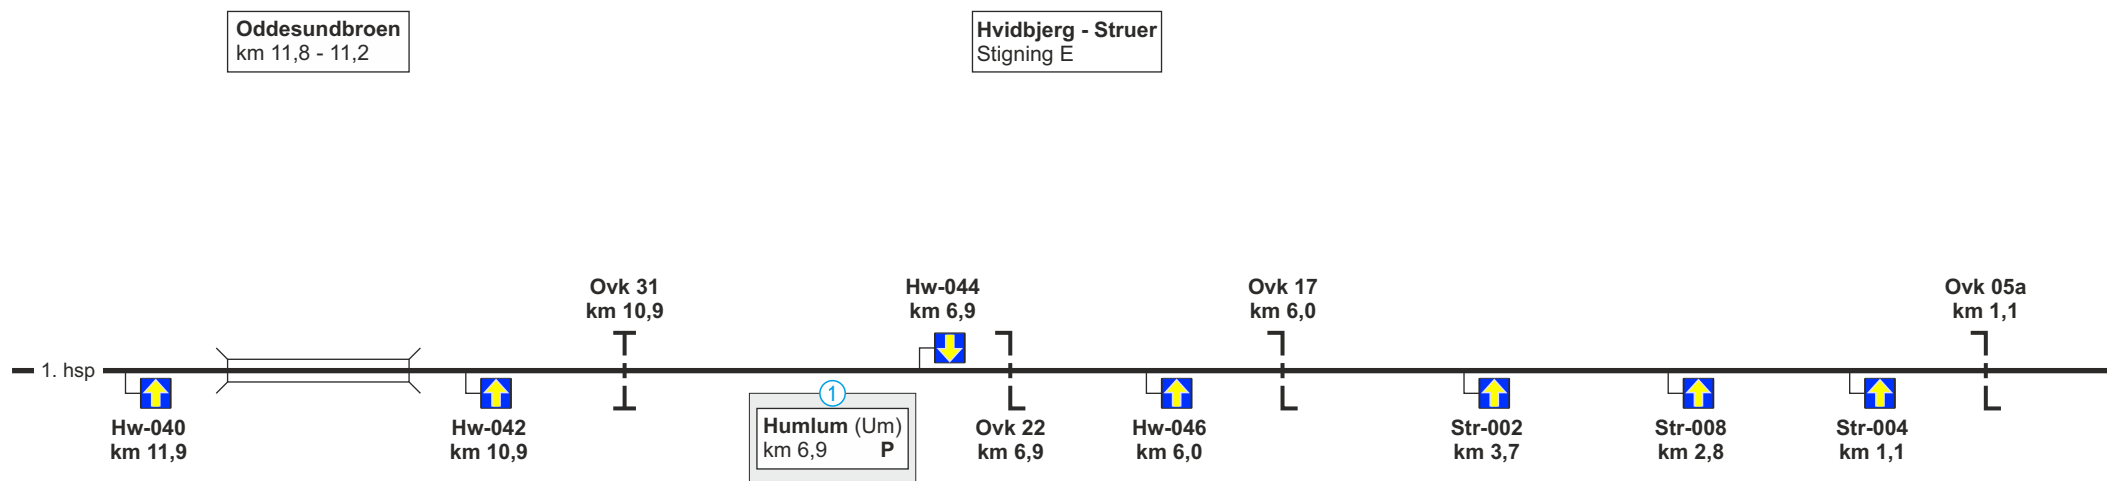 Oddesundbroen
km 11,8 - 11,2
Hvidbjerg - Struer
Stigning E
Ovk 31
km 10,9
Hw-044
km 6,9
Ovk 17
km 6,0
Ovk 05a
km 1,1
1. hsp
1
Hw-040
km 11,9
Hw-042
km 10,9
Humlum (Um)
km 6,9 P
Ovk 22
km 6,9
Hw-046
km 6,0
Str-002
km 3,7
Str-008
km 2,8
Str-004
km 1,1